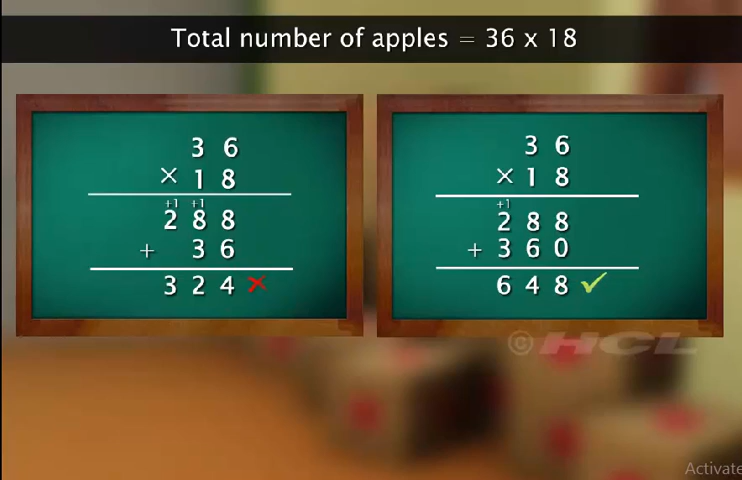 Total number of apples = 36 x 18
3 6
× 1 8
+1 +1
2 8 8
+ 3 6
3 2 4 ×
3 6
× 1 8
+1
2 8 8
+ 3 6 0
6 4 8 ✓
© HCL
Activate